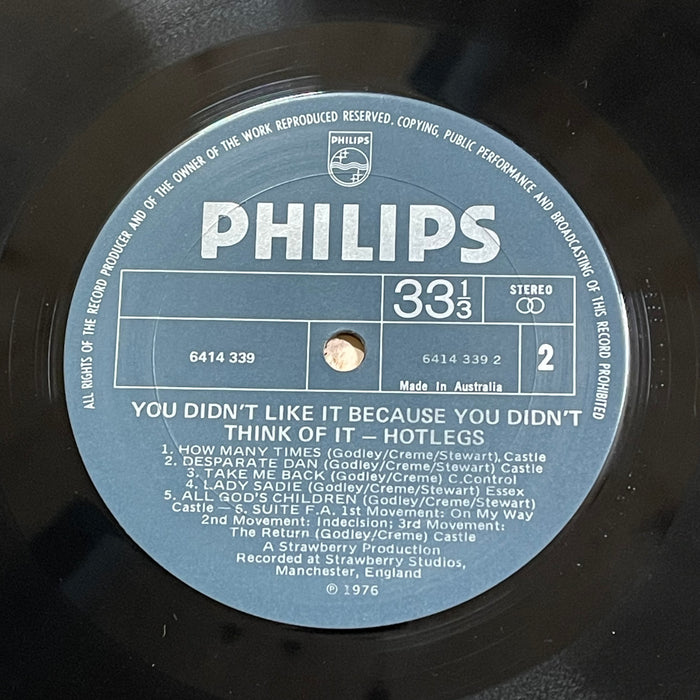 ALL RIGHTS OF THE RECORD PRODUCER AND OF THE OWNER OF THE WORK REPRODUCED RESERVED. COPYING, PUBLIC PERFORMANCE AND BROADCASTING OF THIS RECORD PROHIBITED
PHILIPS
PHILIPS
33 1/3
STEREO
6414 339
6414 339 2
2
Made in Australia
YOU DIDN'T LIKE IT BECAUSE YOU DIDN'T
THINK OF IT – HOTLEGS
1. HOW MANY TIMES (Godley/Creme/Stewart), Castle
2. DESPARATE DAN (Godley/Creme/Stewart) Castle
3. TAKE ME BACK (Godley/Creme/Stewart) C.Control
4. LADY SADIE (Godley/Creme/Stewart) Essex
5. ALL GOD'S CHILDREN (Godley/Creme/Stewart)
Castle – 6. SUITE F.A. 1st Movement: On My Way
2nd Movement: Indecision; 3rd Movement:
The Return (Godley/Creme) Castle
A Strawberry Production
Recorded at Strawberry Studios,
Manchester, England
℗ 1976